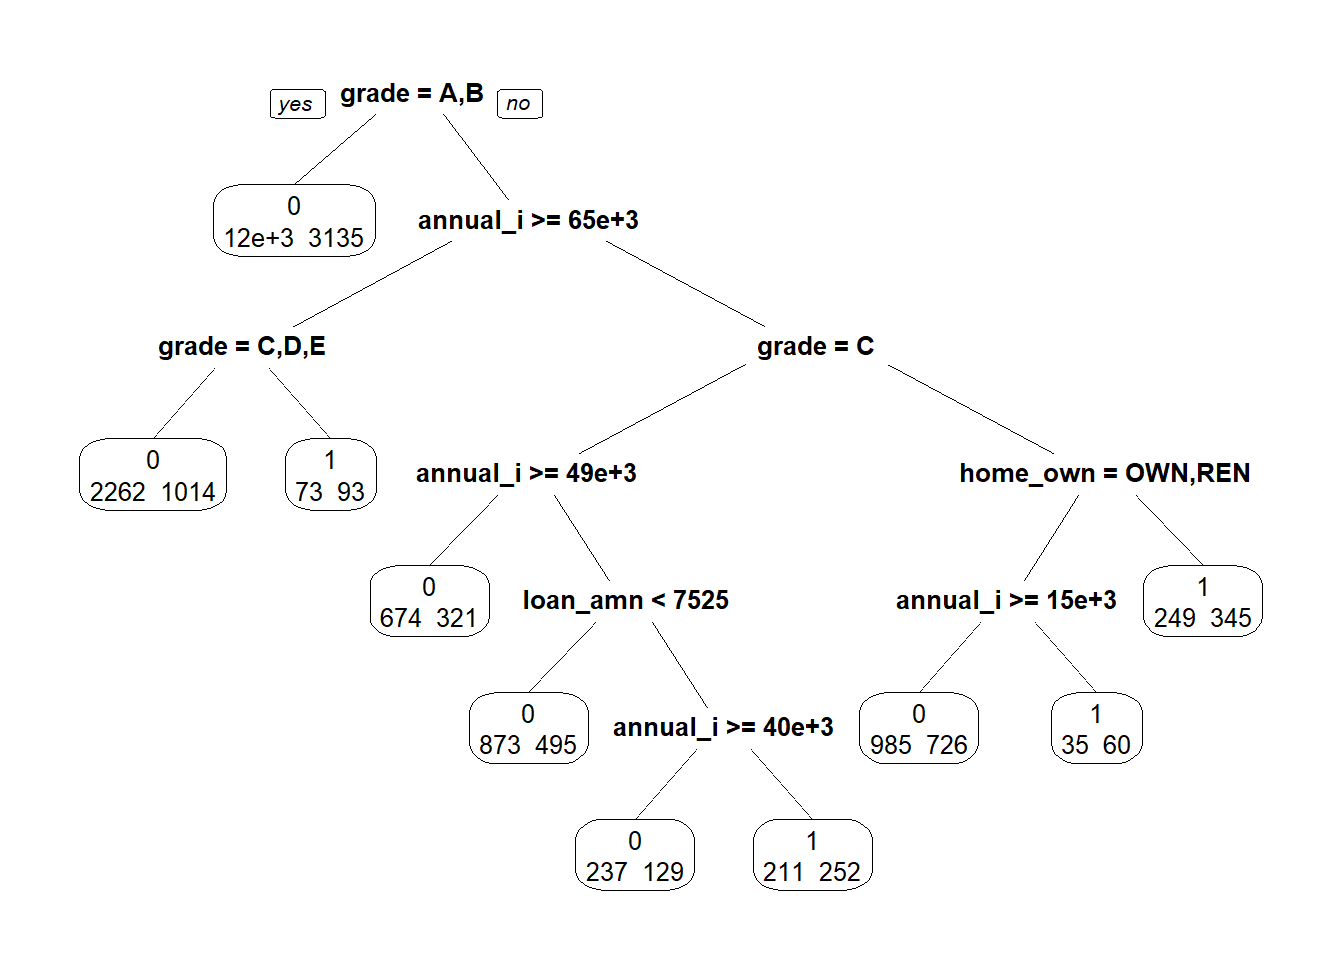 yes
grade = A,B
no
0
12e+3 3135
annual_i >= 65e+3
grade = C,D,E
grade = C
0
2262 1014
1
73 93
annual_i >= 49e+3
home_own = OWN,REN
0
674 321
loan_amn < 7525
annual_i >= 15e+3
1
249 345
0
873 495
annual_i >= 40e+3
0
985 726
1
35 60
0
237 129
1
211 252